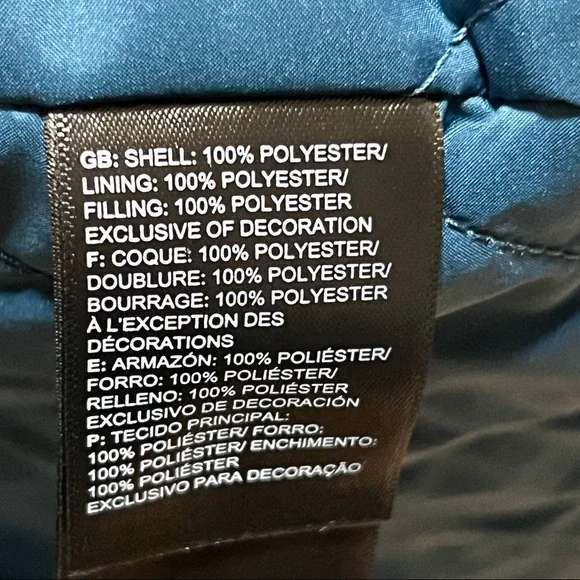 GB: SHELL: 100% POLYESTER/
LINING: 100% POLYESTER/
FILLING: 100% POLYESTER
EXCLUSIVE OF DECORATION
F: COQUE: 100% POLYESTER/
DOUBLURE: 100% POLYESTER/
BOURRAGE: 100% POLYESTER
À L'EXCEPTION DES
DÉCORATIONS
E: ARMAZÓN: 100% POLIÉSTER/
FORRO: 100% POLIÉSTER/
RELLENO: 100% POLIÉSTER
EXCLUSIVO DE DECORACIÓN
P: TECIDO PRINCIPAL:
100% POLIÉSTER/ FORRO:
100% POLIÉSTER/ ENCHIMENTO:
100% POLIÉSTER
EXCLUSIVO PARA DECORAÇÃO